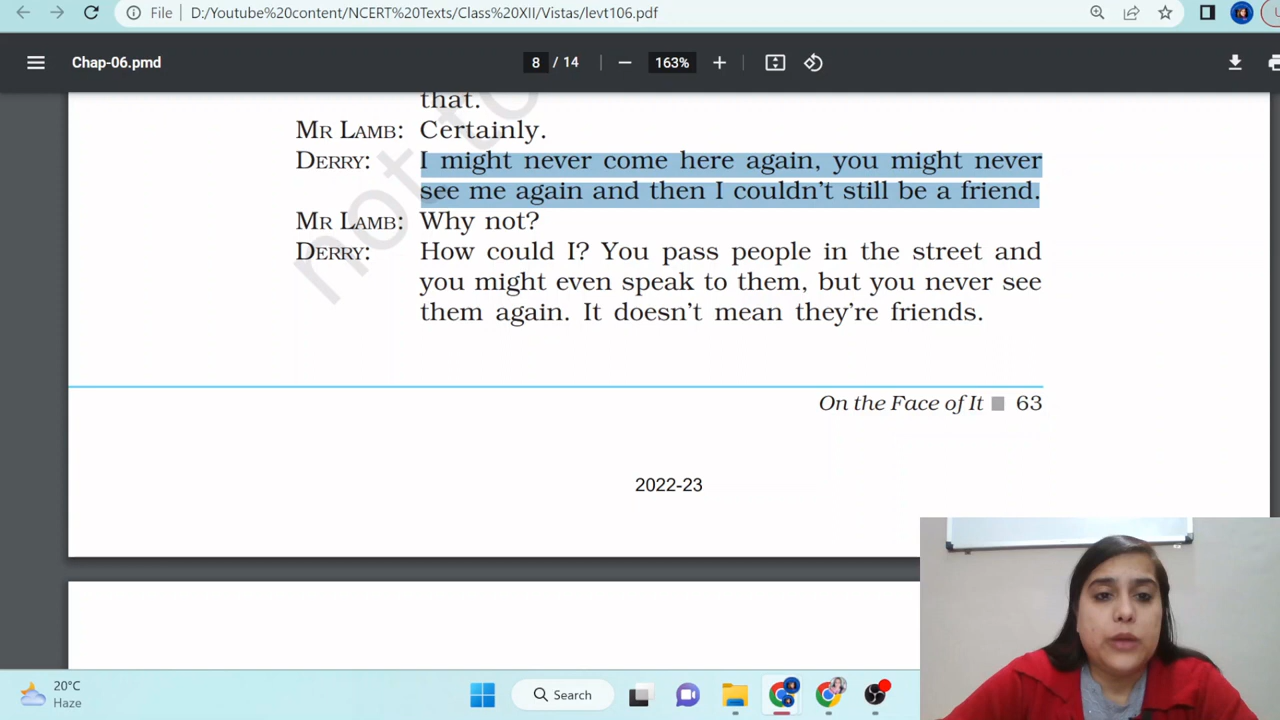 File D:/Youtube%20content/NCERT%20Texts/Class%20XII/Vistas/levt106.pdf
Chap-06.pmd 8 / 14 163%
that.
MR LAMB: Certainly.
DERRY: I might never come here again, you might never
see me again and then I couldn't still be a friend.
MR LAMB: Why not?
DERRY: How could I? You pass people in the street and
you might even speak to them, but you never see
them again. It doesn't mean they're friends.
not to
On the Face of It 63
2022-23
20°C
Haze
Search